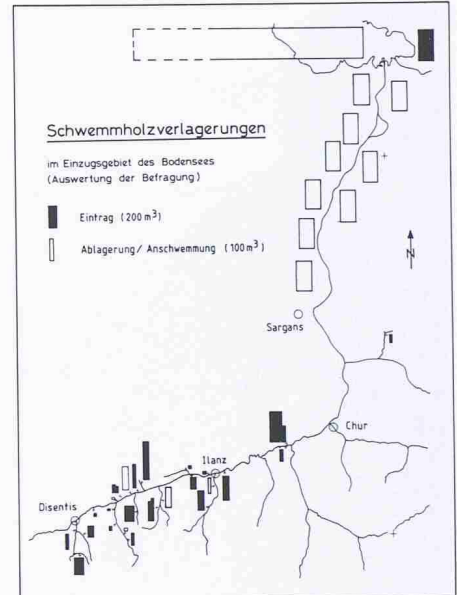 Schwemmholzverlagerungen
im Einzugsgebiet des Bodensees
(Auswertung der Befragung)
Eintrag (200 m³)
Ablagerung/Anschwemmung (100 m³)
N
Sargans
Chur
Ilanz
Disentis